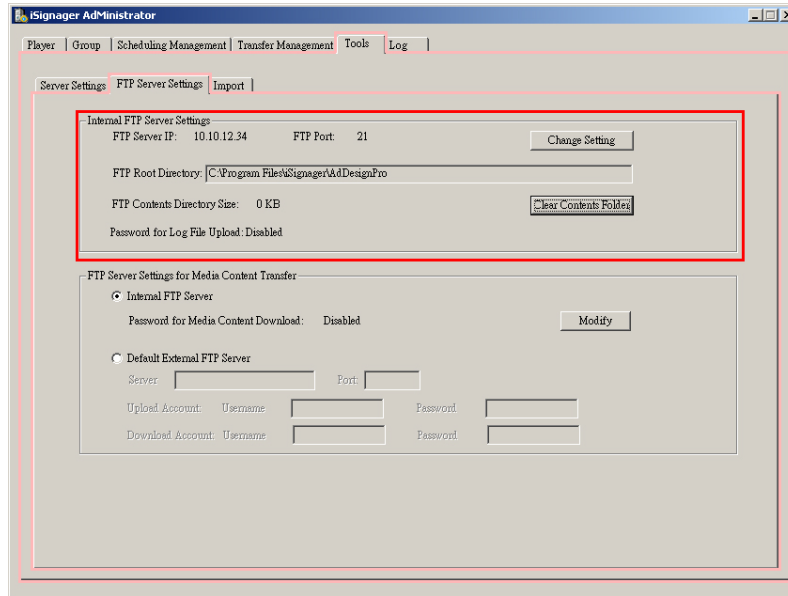 iSignager AdMinistrator
Player Group Scheduling Management Transfer Management Tools Log
Server Settings FTP Server Settings Import
Internal FTP Server Settings
FTP Server IP: 10.10.12.34 FTP Port: 21 Change Setting
FTP Root Directory: C:\Program Files\iSignager\AdDesignPro
FTP Contents Directory Size: 0 KB Clear Contents Folder
Password for Log File Upload: Disabled
FTP Server Settings for Media Content Transfer
Internal FTP Server
Password for Media Content Download: Disabled Modify
Default External FTP Server
Server Port:
Upload Account: Username Password
Download Account: Username Password